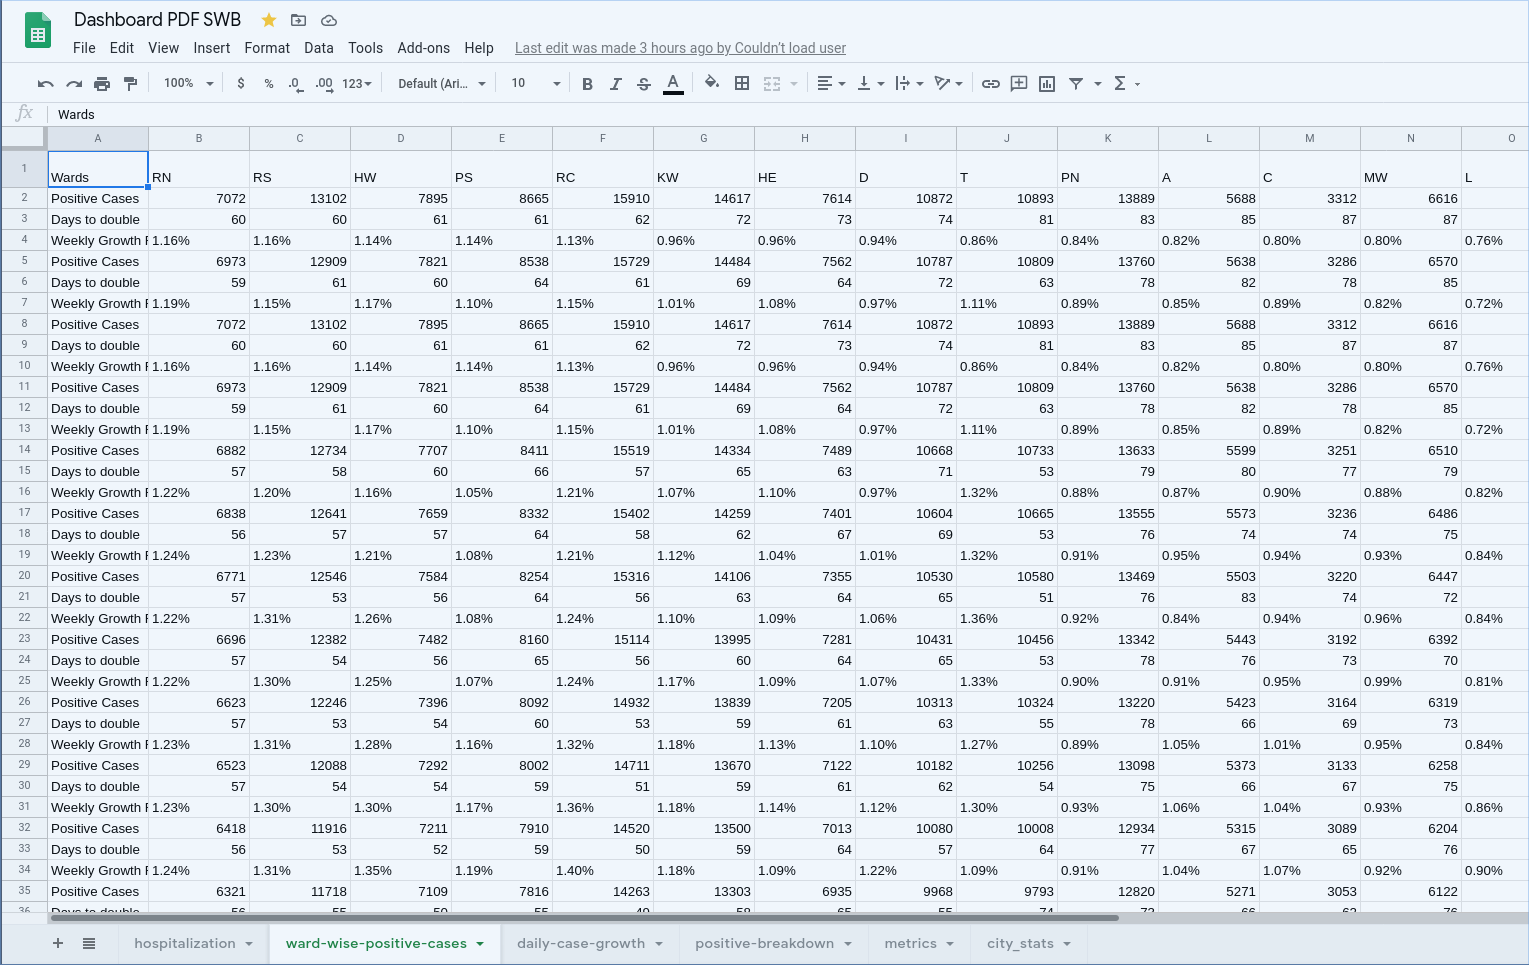 Dashboard PDF SWB
File Edit View Insert Format Data Tools Add-ons Help Last edit was made 3 hours ago by Couldn't load user
100% $ % .0 .00 123 Default (Ari... 10 B I S A Σ
fx Wards
A B C D E F G H I J K L M N O
1 Wards RN RS HW PS RC KW HE D T PN A C MW L
2 Positive Cases 7072 13102 7895 8665 15910 14617 7614 10872 10893 13889 5688 3312 6616
3 Days to double 60 60 61 61 62 72 73 74 81 83 85 87 87
4 Weekly Growth 1.16% 1.16% 1.14% 1.14% 1.13% 0.96% 0.96% 0.94% 0.86% 0.84% 0.82% 0.80% 0.80% 0.76%
5 Positive Cases 6973 12909 7821 8538 15729 14484 7562 10787 10809 13760 5638 3286 6570
6 Days to double 59 61 60 64 61 69 64 72 63 78 82 78 85
7 Weekly Growth 1.19% 1.15% 1.17% 1.10% 1.15% 1.01% 1.08% 0.97% 1.11% 0.89% 0.85% 0.89% 0.82% 0.72%
8 Positive Cases 7072 13102 7895 8665 15910 14617 7614 10872 10893 13889 5688 3312 6616
9 Days to double 60 60 61 61 62 72 73 74 81 83 85 87 87
10 Weekly Growth 1.16% 1.16% 1.14% 1.14% 1.13% 0.96% 0.96% 0.94% 0.86% 0.84% 0.82% 0.80% 0.80% 0.76%
11 Positive Cases 6973 12909 7821 8538 15729 14484 7562 10787 10809 13760 5638 3286 6570
12 Days to double 59 61 60 64 61 69 64 72 63 78 82 78 85
13 Weekly Growth 1.19% 1.15% 1.17% 1.10% 1.15% 1.01% 1.08% 0.97% 1.11% 0.89% 0.85% 0.89% 0.82% 0.72%
14 Positive Cases 6882 12734 7707 8411 15519 14334 7489 10668 10733 13633 5599 3251 6510
15 Days to double 57 58 60 66 57 65 63 71 53 79 80 77 79
16 Weekly Growth 1.22% 1.20% 1.16% 1.05% 1.21% 1.07% 1.10% 0.97% 1.32% 0.88% 0.87% 0.90% 0.88% 0.82%
17 Positive Cases 6838 12641 7659 8332 15402 14259 7401 10604 10665 13555 5573 3236 6486
18 Days to double 56 57 57 64 58 62 67 69 53 76 74 74 75
19 Weekly Growth 1.24% 1.23% 1.21% 1.08% 1.21% 1.12% 1.04% 1.01% 1.32% 0.91% 0.95% 0.94% 0.93% 0.84%
20 Positive Cases 6771 12546 7584 8254 15316 14106 7355 10530 10580 13469 5503 3220 6447
21 Days to double 57 53 56 64 56 63 64 65 51 76 83 74 72
22 Weekly Growth 1.22% 1.31% 1.26% 1.08% 1.24% 1.10% 1.09% 1.06% 1.36% 0.92% 0.84% 0.94% 0.96% 0.84%
23 Positive Cases 6696 12382 7482 8160 15114 13995 7281 10431 10456 13342 5443 3192 6392
24 Days to double 57 54 56 65 56 60 64 65 53 78 76 73 70
25 Weekly Growth 1.22% 1.30% 1.25% 1.07% 1.24% 1.17% 1.09% 1.07% 1.33% 0.90% 0.91% 0.95% 0.99% 0.81%
26 Positive Cases 6623 12246 7396 8092 14932 13839 7205 10313 10324 13220 5423 3164 6319
27 Days to double 57 53 54 60 53 59 61 63 55 78 66 69 73
28 Weekly Growth 1.23% 1.31% 1.28% 1.16% 1.32% 1.18% 1.13% 1.10% 1.27% 0.89% 1.05% 1.01% 0.95% 0.84%
29 Positive Cases 6523 12088 7292 8002 14711 13670 7122 10182 10256 13098 5373 3133 6258
30 Days to double 57 54 54 59 51 59 61 62 54 75 66 67 75
31 Weekly Growth 1.23% 1.30% 1.30% 1.17% 1.36% 1.18% 1.14% 1.12% 1.30% 0.93% 1.06% 1.04% 0.93% 0.86%
32 Positive Cases 6418 11916 7211 7910 14520 13500 7013 10080 10008 12934 5315 3089 6204
33 Days to double 56 53 52 59 50 59 64 57 64 77 67 65 76
34 Weekly Growth 1.24% 1.31% 1.35% 1.19% 1.40% 1.18% 1.09% 1.22% 1.09% 0.91% 1.04% 1.07% 0.92% 0.90%
35 Positive Cases 6321 11718 7109 7816 14263 13303 6935 9968 9793 12820 5271 3053 6122
36 Days to double
hospitalization ward-wise-positive-cases daily-case-growth positive-breakdown metrics city_stats